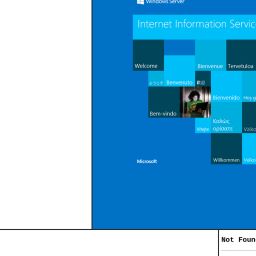 Windows Server
Internet Information Servic
Welcome
Bienvenue
Tervetuloa
ようこそ
Benvenuto
歡迎
Bienvenido
Hoş ge
Bem-vindo
Vítejte
Καλώς
ορίσατε
Välko
Willkommen
Velko
Microsoft
Not Foun